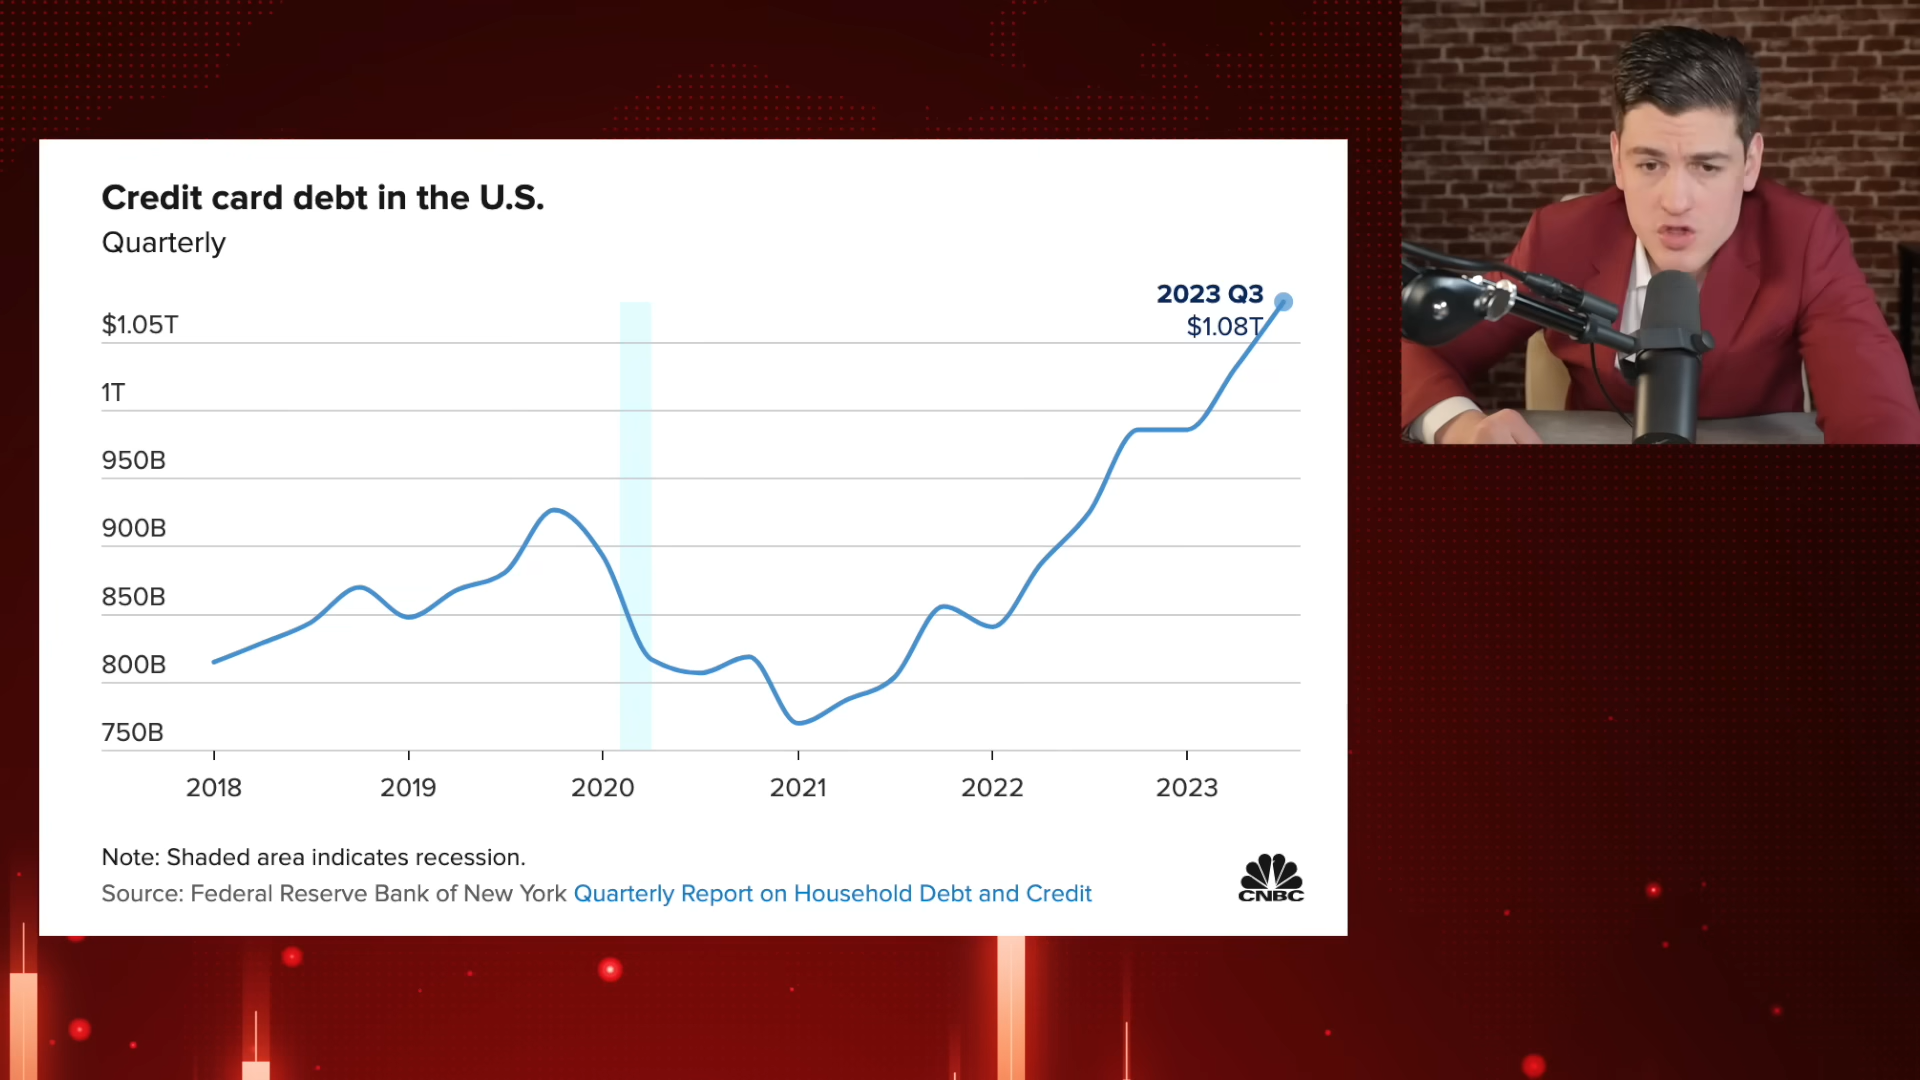 Credit card debt in the U.S.
Quarterly
2023 Q3
$1.08T
$1.05T
1T
950B
900B
850B
800B
750B
2018 2019 2020 2021 2022 2023
Note: Shaded area indicates recession.
Source: Federal Reserve Bank of New York Quarterly Report on Household Debt and Credit
CNBC